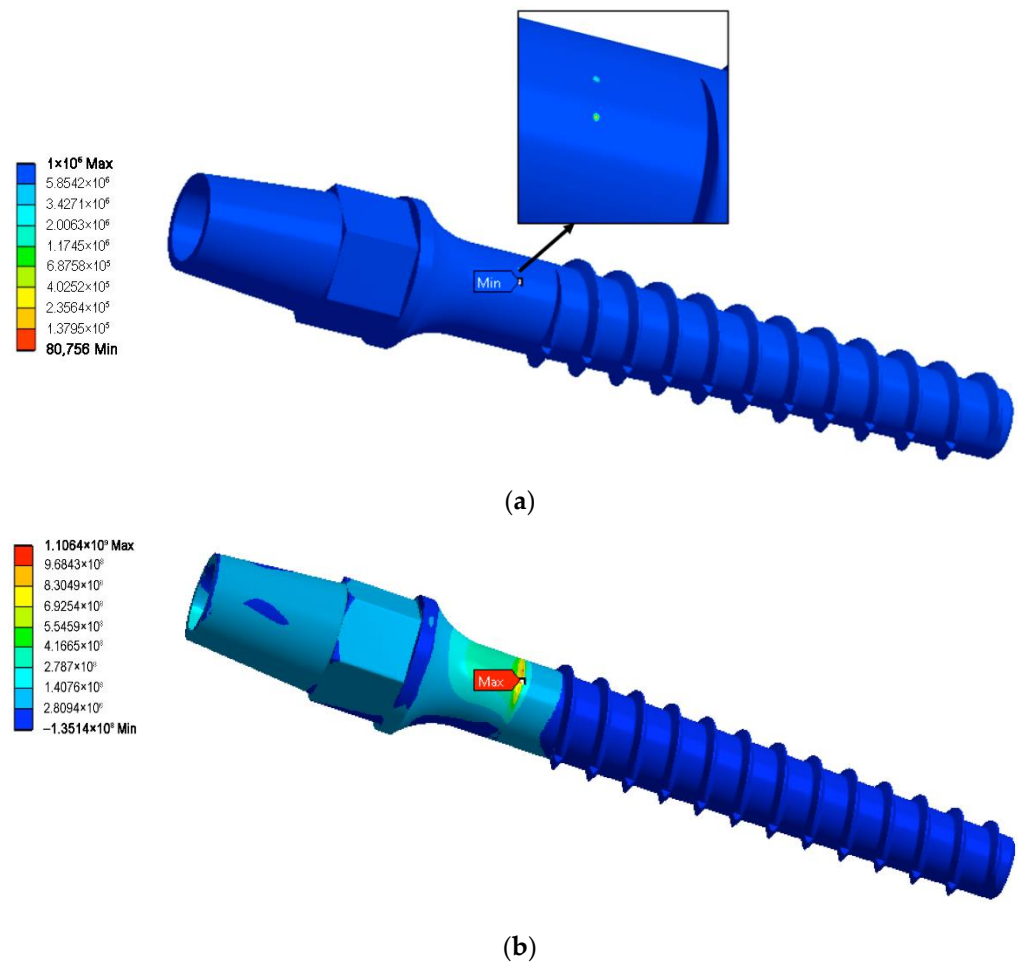 1×10⁶ Max
5.8542×10⁶
3.4271×10⁶
2.0063×10⁶
1.1745×10⁶
6.8758×10⁵
4.0252×10⁵
2.3564×10⁵
1.3795×10⁵
80,756 Min
Min
(a)
1.1064×10⁹ Max
9.6843×10⁸
8.3049×10⁸
6.9254×10⁸
5.5459×10⁸
4.1665×10⁸
2.787×10⁸
1.4076×10⁸
2.8094×10⁶
−1.3514×10⁸ Min
Max
(b)